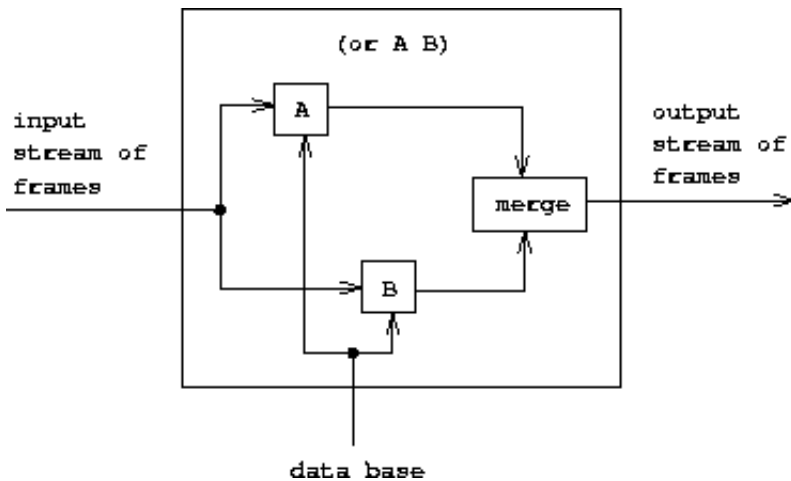 (or A B)
input
stream of
frames
A
output
stream of
frames
merge
B
data base